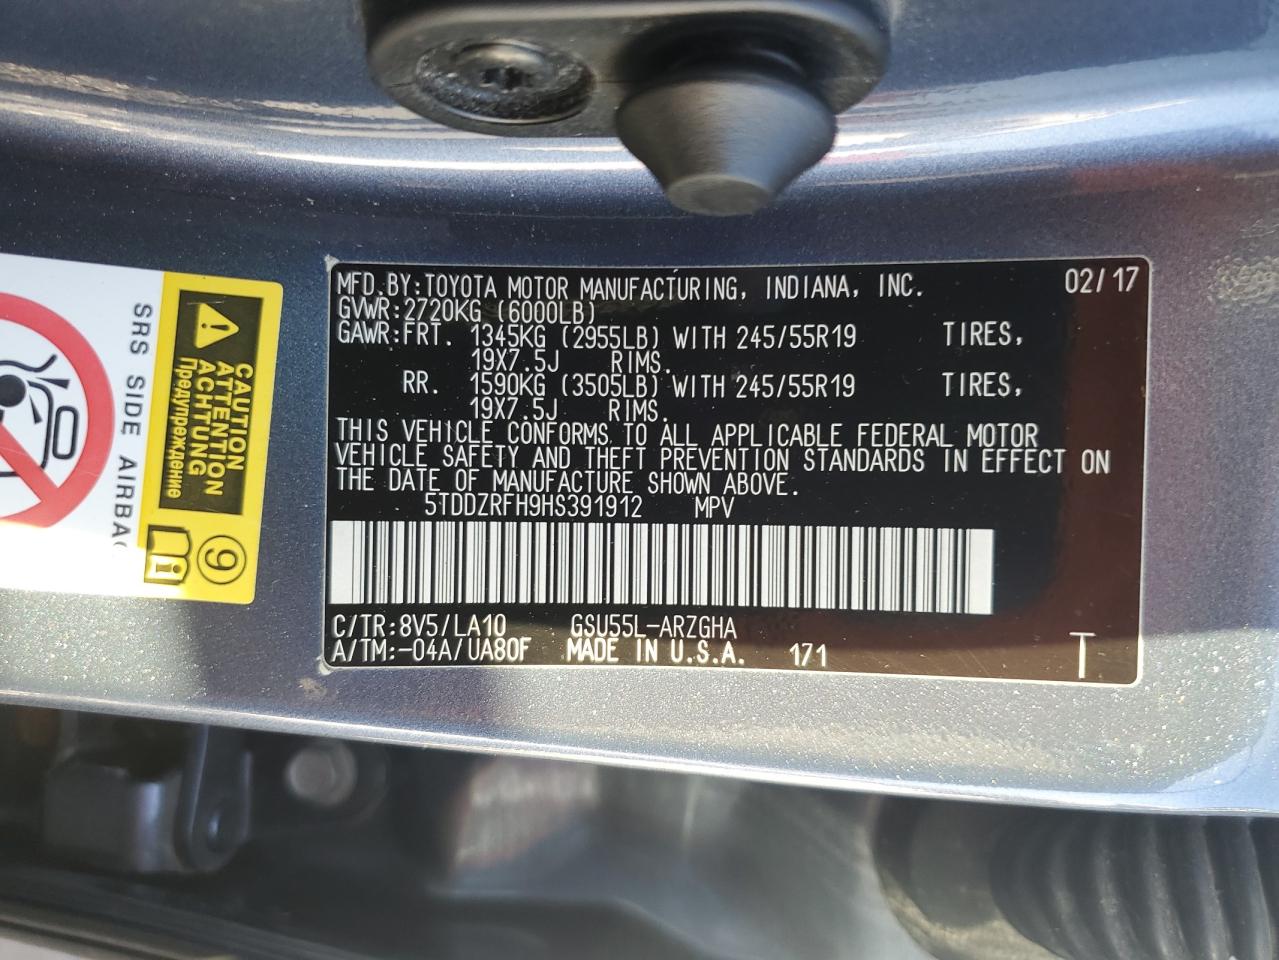 MFD.BY:TOYOTA MOTOR MANUFACTURING, INDIANA, INC. 02/17
GVWR:2720KG (6000LB)
GAWR:FRT. 1345KG (2955LB) WITH 245/55R19 TIRES,
19X7.5J RIMS.
RR. 1590KG (3505LB) WITH 245/55R19 TIRES,
19X7.5J RIMS.
THIS VEHICLE CONFORMS TO ALL APPLICABLE FEDERAL MOTOR
VEHICLE SAFETY AND THEFT PREVENTION STANDARDS IN EFFECT ON
THE DATE OF MANUFACTURE SHOWN ABOVE.
5TDDZRFH9HS391912 MPV
C/TR:8V5/LA10 GSU55L-ARZGHA
A/TM:-04A/UA80F MADE IN U.S.A. 171 T
CAUTION
ATTENTION
ACHTUNG
Предупреждение
9
i
SRS SIDE AIRBA